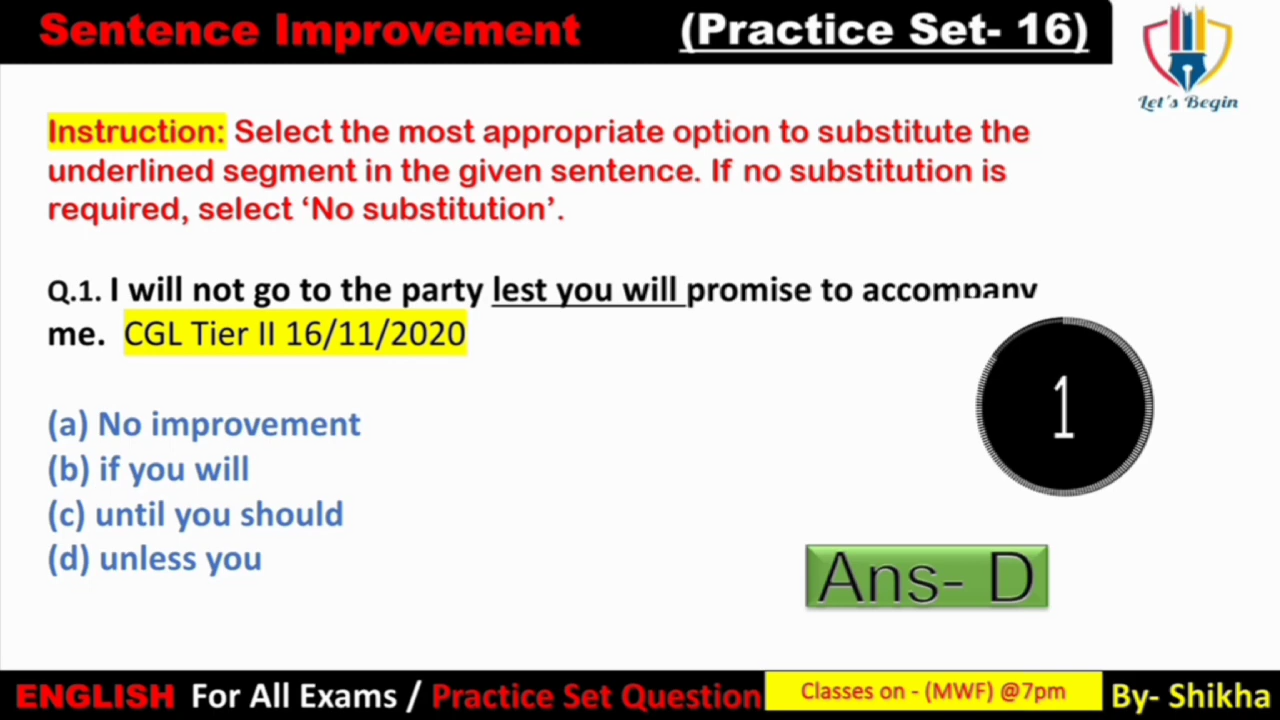 Sentence Improvement (Practice Set- 16)
Let's Begin
Instruction: Select the most appropriate option to substitute the
underlined segment in the given sentence. If no substitution is
required, select ‘No substitution’.
Q.1. I will not go to the party lest you will promise to accompany
me. CGL Tier II 16/11/2020
(a) No improvement
(b) if you will
(c) until you should
(d) unless you
1
Ans- D
ENGLISH For All Exams / Practice Set Question Classes on - (MWF) @7pm By- Shikha